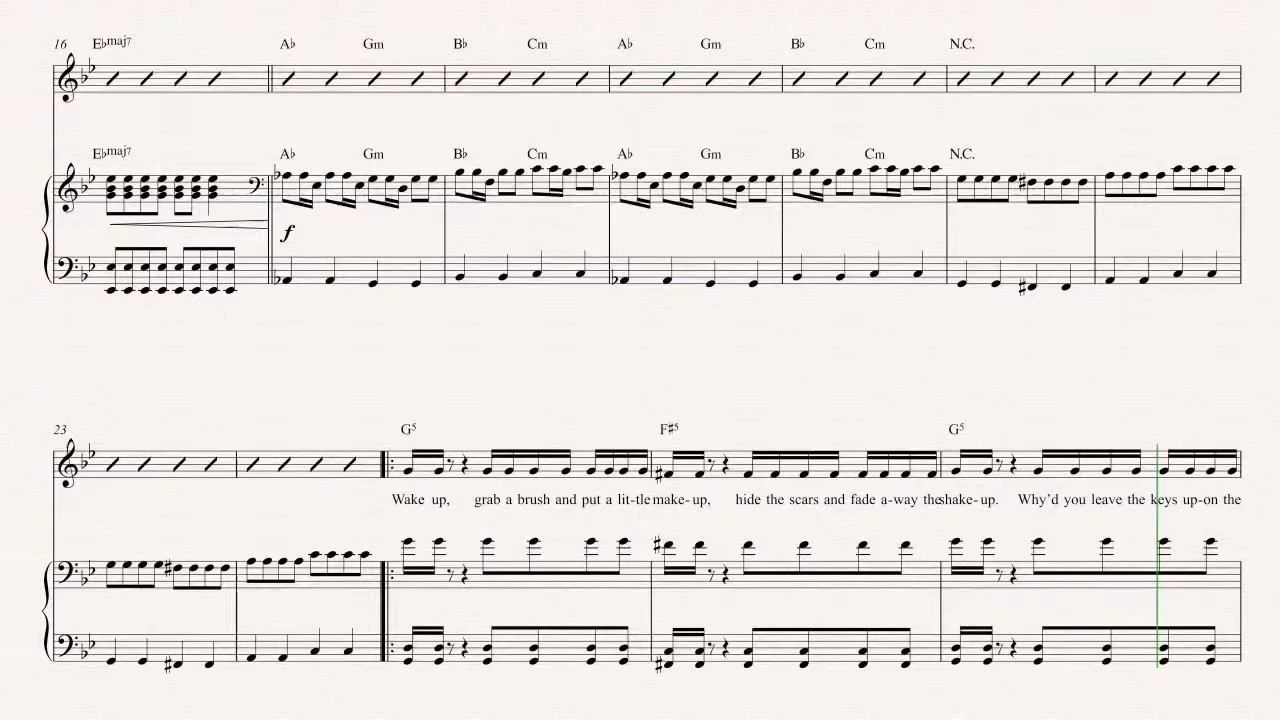 16 E♭maj7 A♭ Gm B♭ Cm A♭ Gm B♭ Cm N.C.
E♭maj7 A♭ Gm B♭ Cm A♭ Gm B♭ Cm N.C.
f
23 G5 F♯5 G5
Wake up, grab a brush and put a lit-tle make-up, hide the scars and fade a-way the shake-up. Why'd you leave the keys up-on the